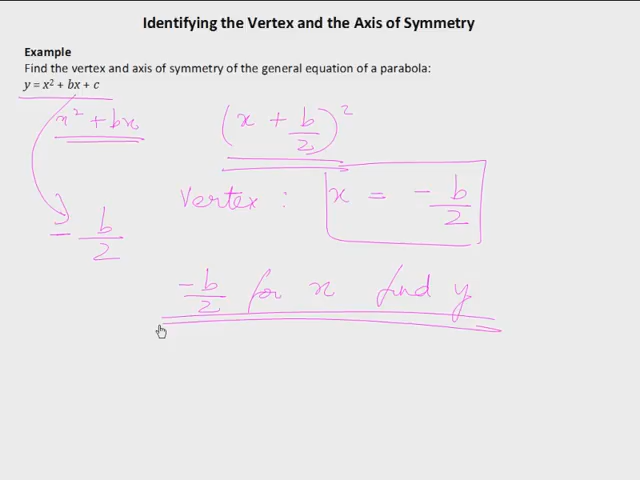 Identifying the Vertex and the Axis of Symmetry
Example
Find the vertex and axis of symmetry of the general equation of a parabola:
y = x² + bx + c
x² + bx
(x + b/2)²
Vertex : x = - b/2
- b/2
-b/2 for x find y